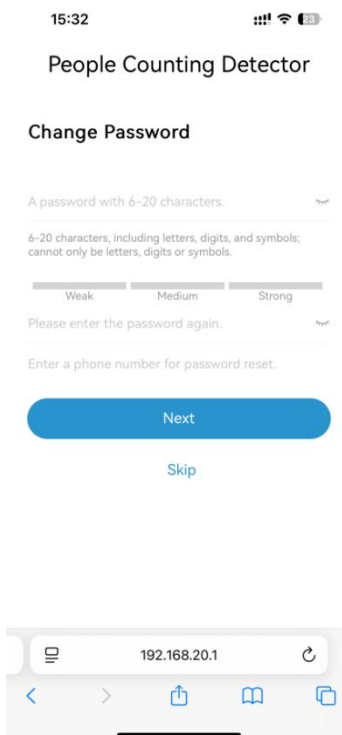 15:32
23
People Counting Detector
Change Password
A password with 6-20 characters.
6-20 characters, including letters, digits, and symbols;
cannot only be letters, digits or symbols.
Weak Medium Strong
Please enter the password again.
Enter a phone number for password reset.
Next
Skip
192.168.20.1